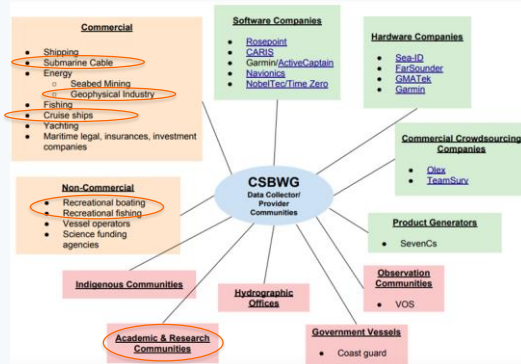 Commercial
Shipping
Submarine Cable
Energy
Seabed Mining
Geophysical Industry
Fishing
Cruise ships
Yachting
Maritime legal, insurances, investment
companies
Software Companies
Rosepoint
CARIS
Garmin/ActiveCaptain
Navionics
NobelTec/Time Zero
Hardware Companies
Sea-ID
FarSounder
GMATek
Garmin
Commercial Crowdsourcing
Companies
Olex
TeamSurv
CSBWG
Data Collector/
Provider
Communities
Non-Commercial
Recreational boating
Recreational fishing
Vessel operators
Science funding
agencies
Product Generators
SevenCs
Indigenous Communities
Hydrographic
Offices
Observation
Communities
VOS
Academic & Research
Communities
Government Vessels
Coast guard